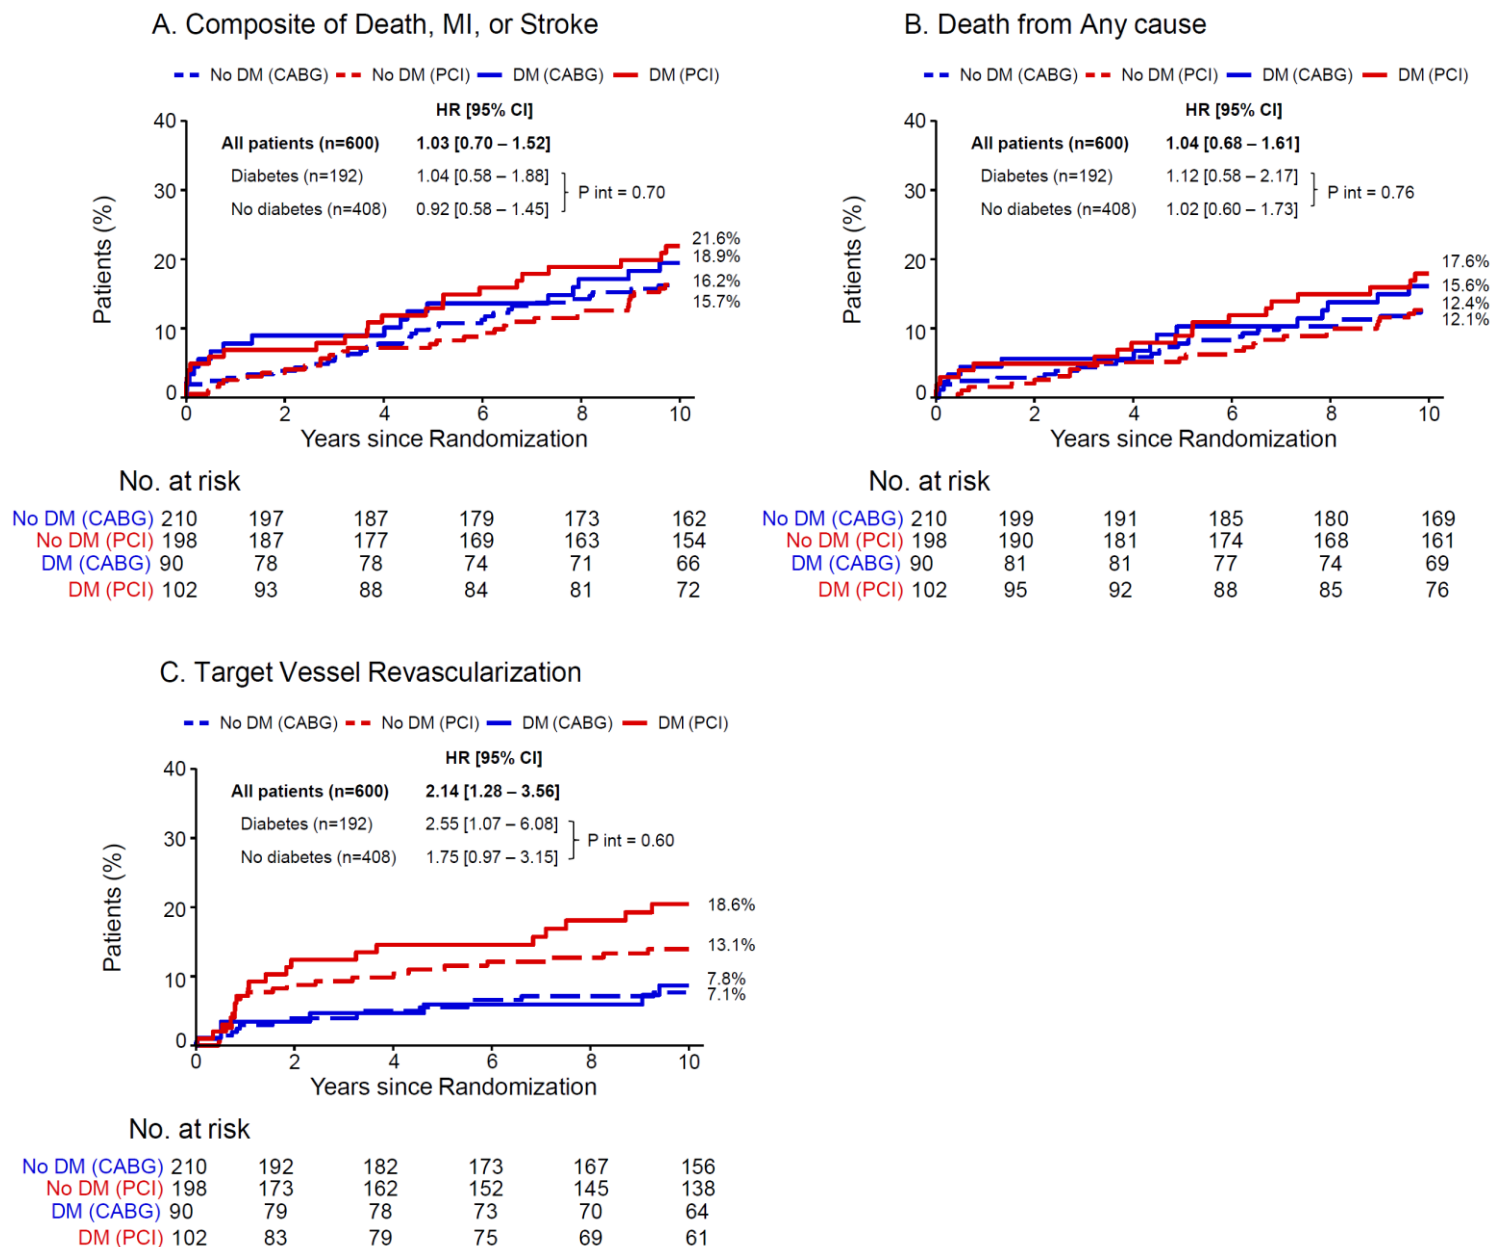 A. Composite of Death, MI, or Stroke
No DM (CABG) No DM (PCI) DM (CABG) DM (PCI)
HR [95% CI]
All patients (n=600) 1.03 [0.70 – 1.52]
Diabetes (n=192) 1.04 [0.58 – 1.88]
P int = 0.70
No diabetes (n=408) 0.92 [0.58 – 1.45]
Patients (%)
40
30
20
10
0
21.6%
18.9%
16.2%
15.7%
0 2 4 6 8 10
Years since Randomization
No. at risk
No DM (CABG) 210 197 187 179 173 162
No DM (PCI) 198 187 177 169 163 154
DM (CABG) 90 78 78 74 71 66
DM (PCI) 102 93 88 84 81 72
B. Death from Any cause
No DM (CABG) No DM (PCI) DM (CABG) DM (PCI)
HR [95% CI]
All patients (n=600) 1.04 [0.68 – 1.61]
Diabetes (n=192) 1.12 [0.58 – 2.17]
P int = 0.76
No diabetes (n=408) 1.02 [0.60 – 1.73]
Patients (%)
40
30
20
10
0
17.6%
15.6%
12.4%
12.1%
0 2 4 6 8 10
Years since Randomization
No. at risk
No DM (CABG) 210 199 191 185 180 169
No DM (PCI) 198 190 181 174 168 161
DM (CABG) 90 81 81 77 74 69
DM (PCI) 102 95 92 88 85 76
C. Target Vessel Revascularization
No DM (CABG) No DM (PCI) DM (CABG) DM (PCI)
HR [95% CI]
All patients (n=600) 2.14 [1.28 – 3.56]
Diabetes (n=192) 2.55 [1.07 – 6.08]
P int = 0.60
No diabetes (n=408) 1.75 [0.97 – 3.15]
Patients (%)
40
30
20
10
0
18.6%
13.1%
7.8%
7.1%
0 2 4 6 8 10
Years since Randomization
No. at risk
No DM (CABG) 210 192 182 173 167 156
No DM (PCI) 198 173 162 152 145 138
DM (CABG) 90 79 78 73 70 64
DM (PCI) 102 83 79 75 69 61